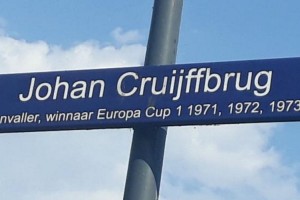 Johan Cruijffbrug
nvaller, winnaar Europa Cup 1 1971, 1972, 1973